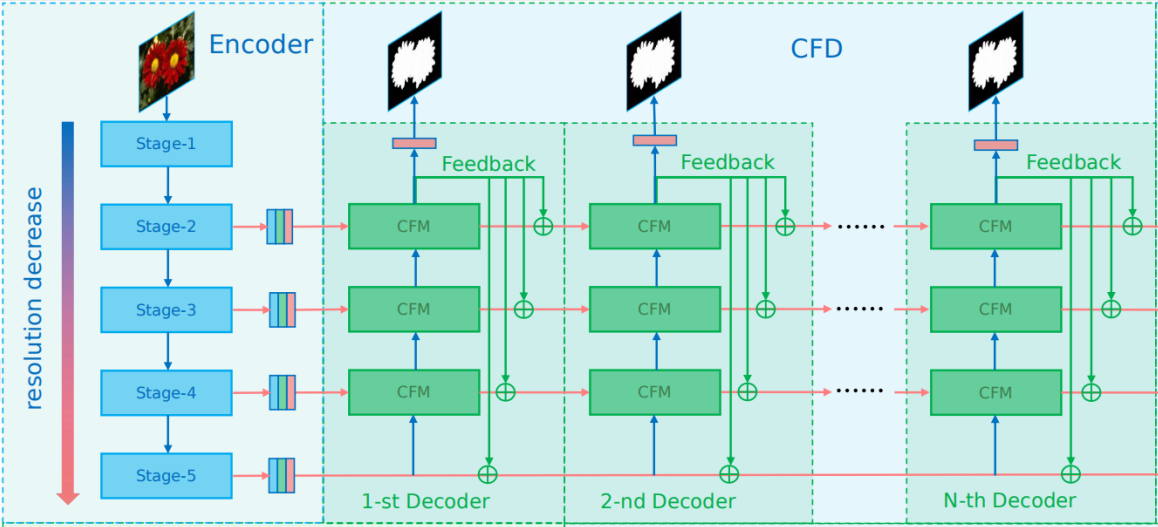 Encoder
CFD
resolution decrease
Stage-1
Stage-2
Stage-3
Stage-4
Stage-5
Feedback
CFM
CFM
CFM
1-st Decoder
Feedback
CFM
CFM
CFM
2-nd Decoder
......
......
......
Feedback
CFM
CFM
CFM
N-th Decoder